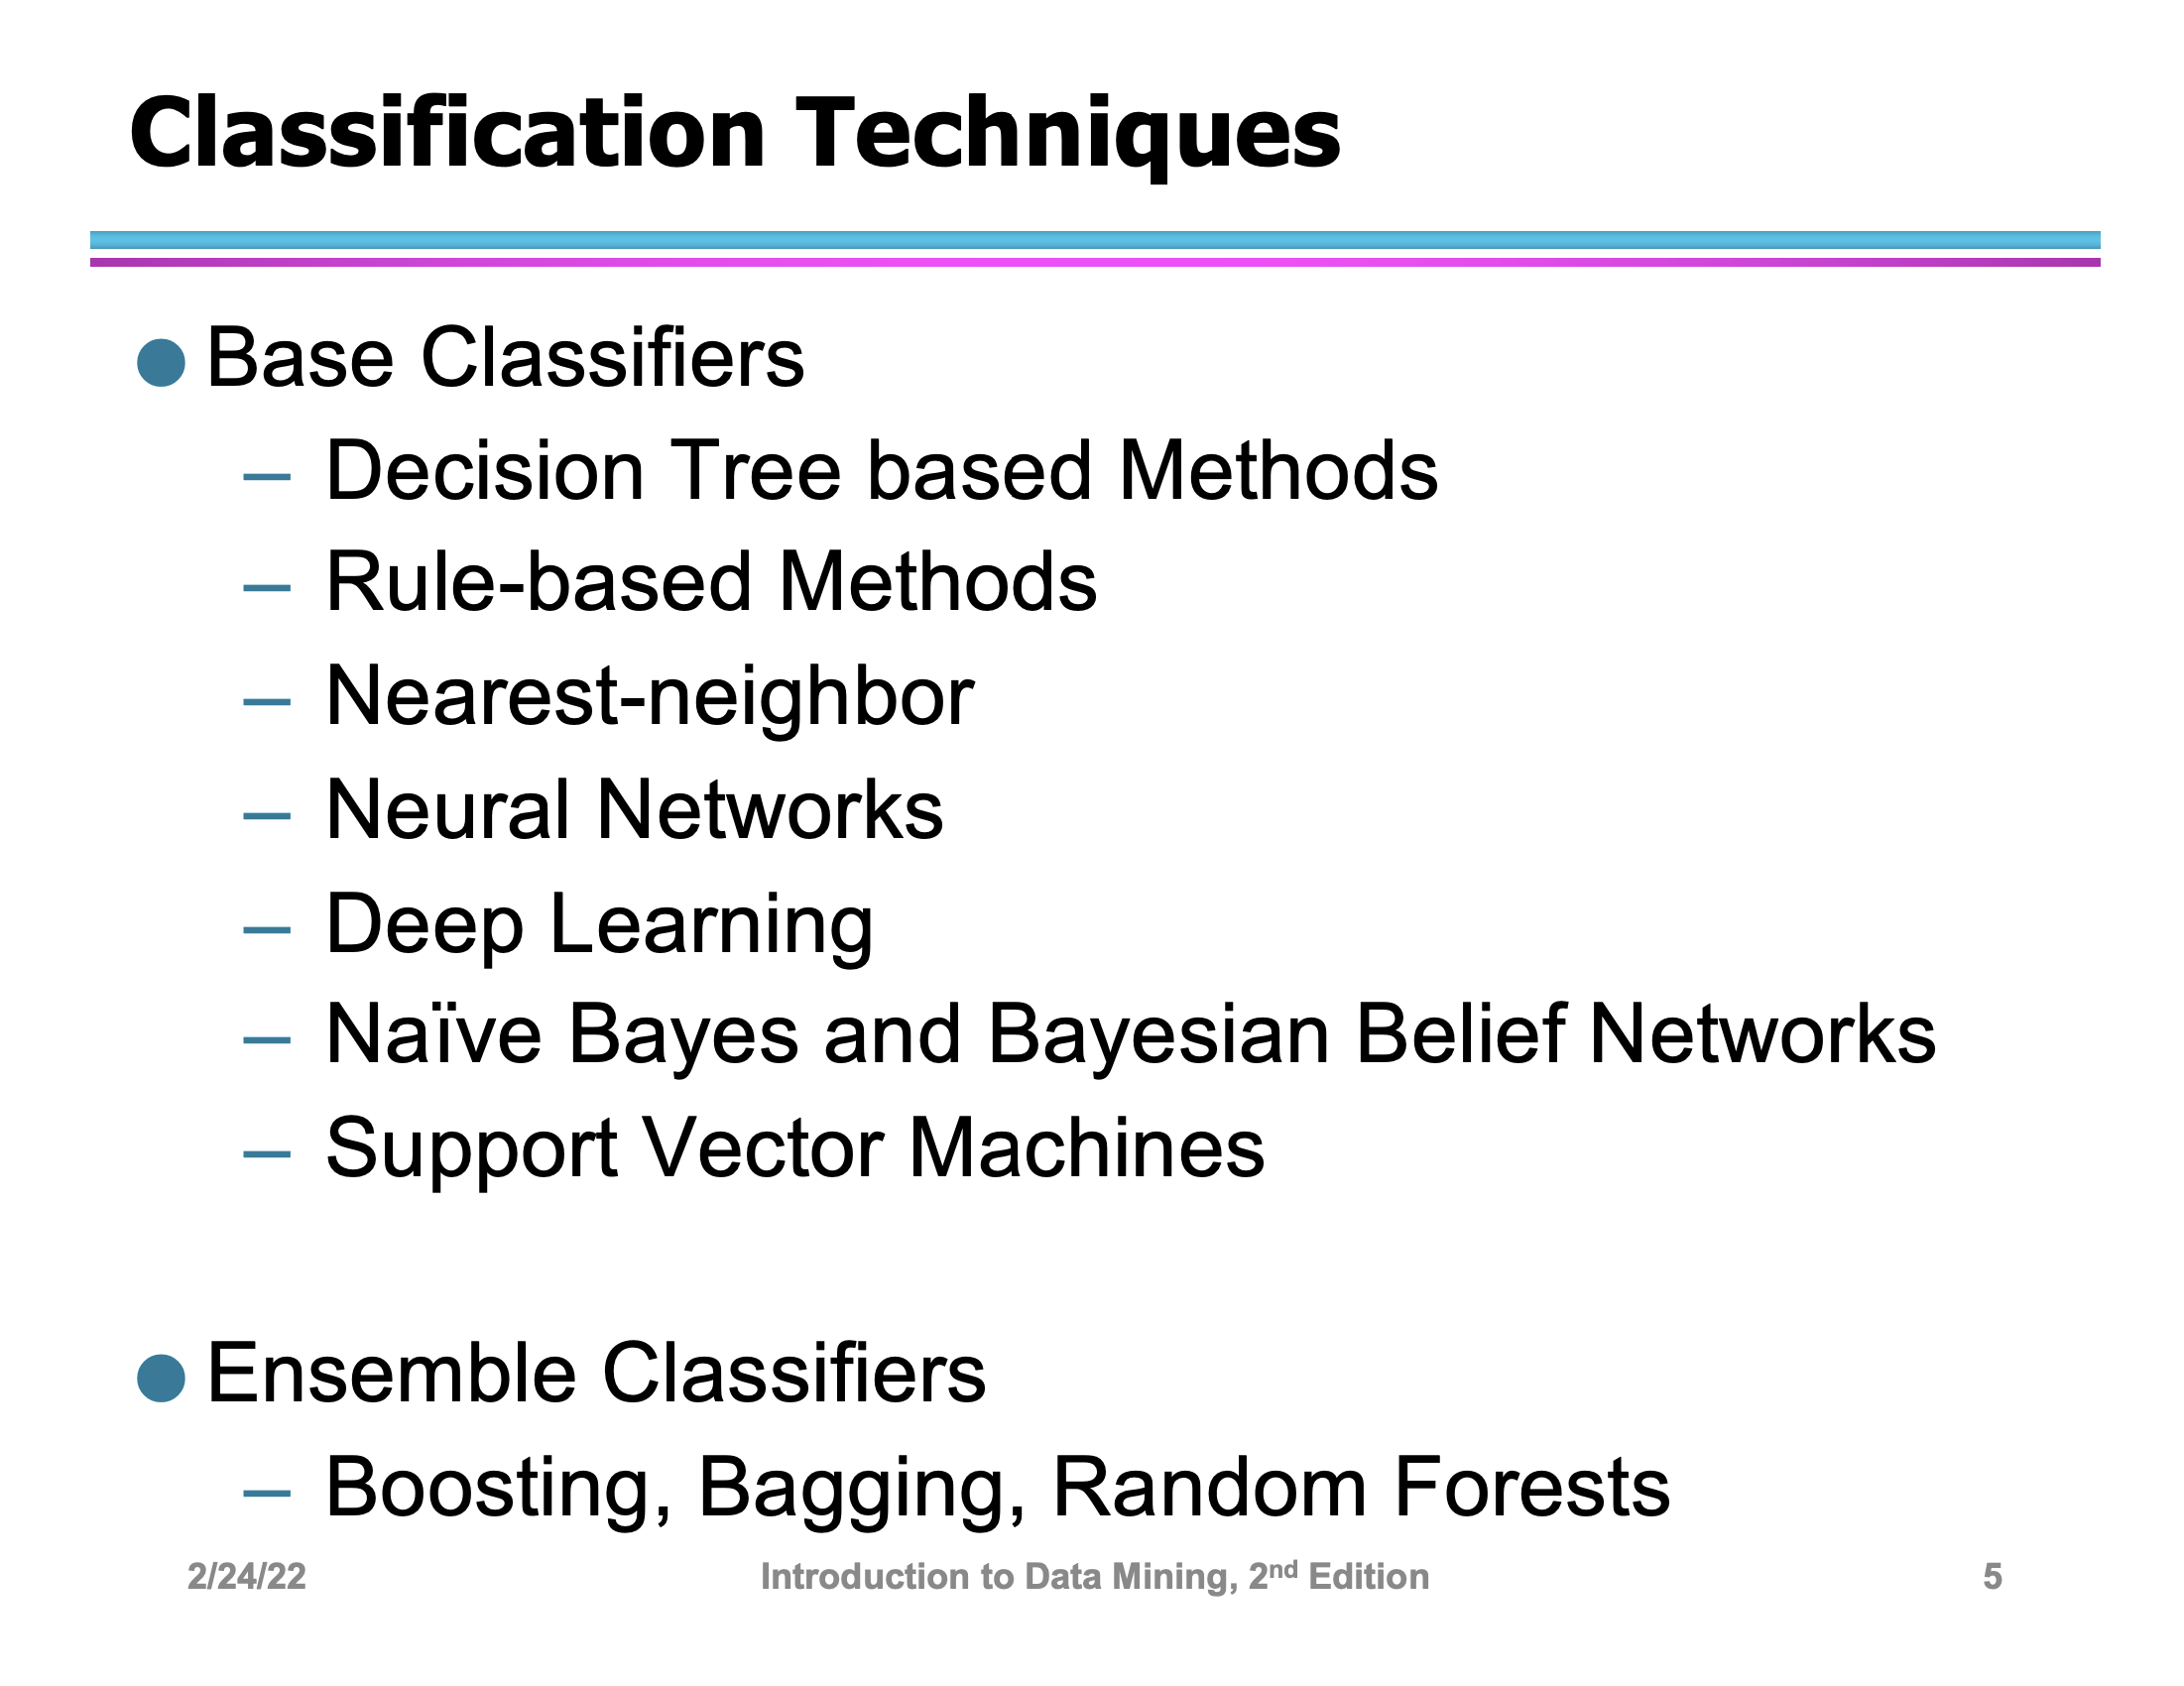 Classification Techniques
● Base Classifiers
– Decision Tree based Methods
– Rule-based Methods
– Nearest-neighbor
– Neural Networks
– Deep Learning
– Naïve Bayes and Bayesian Belief Networks
– Support Vector Machines
● Ensemble Classifiers
– Boosting, Bagging, Random Forests
2/24/22 Introduction to Data Mining, 2nd Edition 5